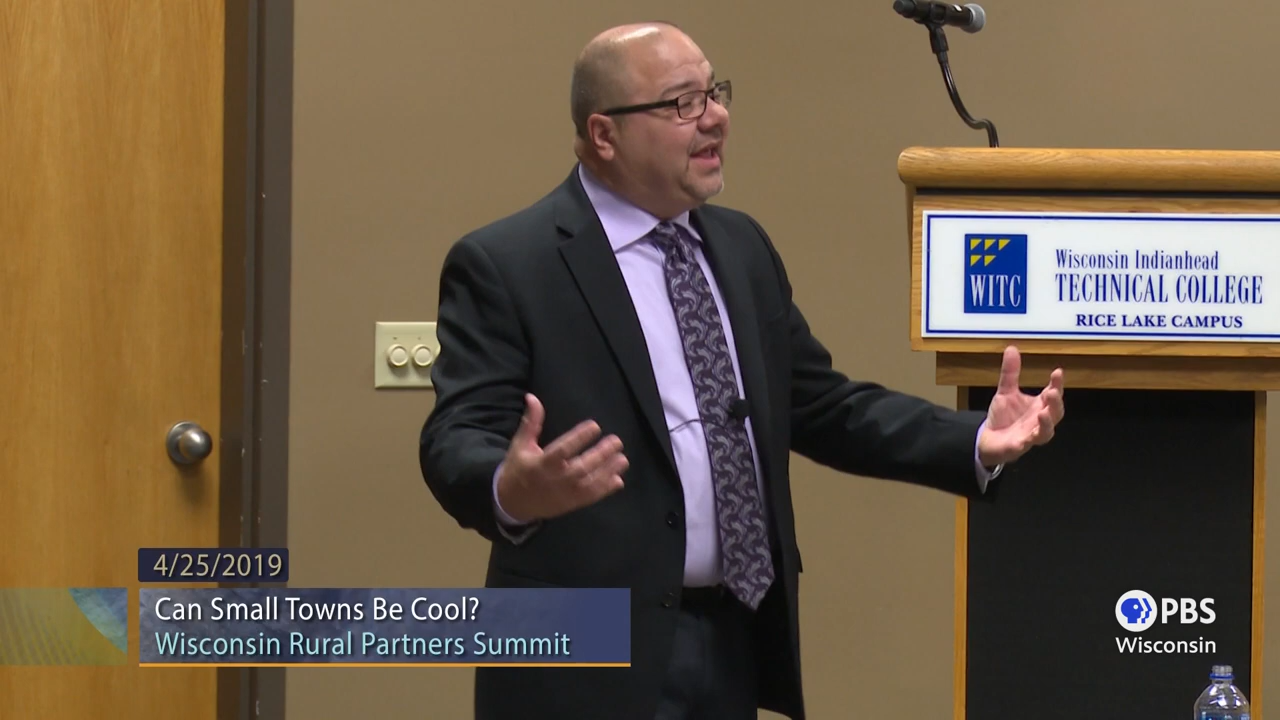 WITC
Wisconsin Indianhead
TECHNICAL COLLEGE
RICE LAKE CAMPUS
4/25/2019
Can Small Towns Be Cool?
Wisconsin Rural Partners Summit
PBS
Wisconsin